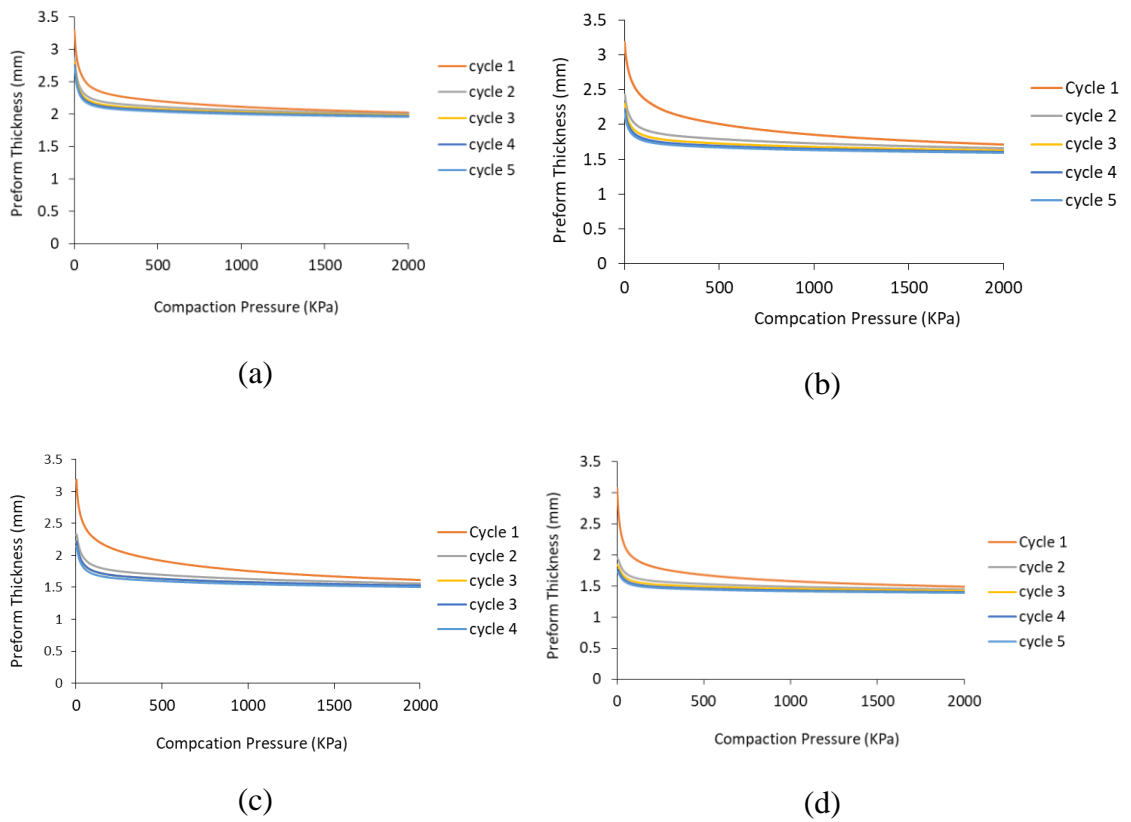 3.5
3
2.5
2
1.5
1
0.5
0
0 500 1000 1500 2000
Preform Thickness (mm)
Compaction Pressure (KPa)
cycle 1
cycle 2
cycle 3
cycle 4
cycle 5
(a)
3.5
3
2.5
2
1.5
1
0.5
0
0 500 1000 1500 2000
Preform Thickness (mm)
Compcation Pressure (KPa)
Cycle 1
cycle 2
cycle 3
cycle 4
cycle 5
(b)
3.5
3
2.5
2
1.5
1
0.5
0
0 500 1000 1500 2000
Preform Thickness (mm)
Compcation Pressure (KPa)
Cycle 1
cycle 2
cycle 3
cycle 3
cycle 4
(c)
3.5
3
2.5
2
1.5
1
0.5
0
0 500 1000 1500 2000
Preform Thickness (mm)
Compaction Pressure (KPa)
Cycle 1
cycle 2
cycle 3
cycle 4
cycle 5
(d)